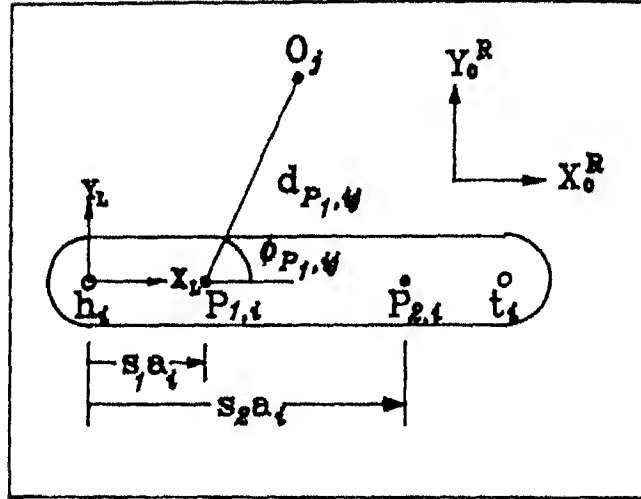 O_j
Y_0^R
X_0^R
d_{P_1,ij}
Y_L
ϕ_{P_1,ij}
X_L
h_i
P_{1,i}
P_{2,i}
t_i
s_1a_i
s_2a_i